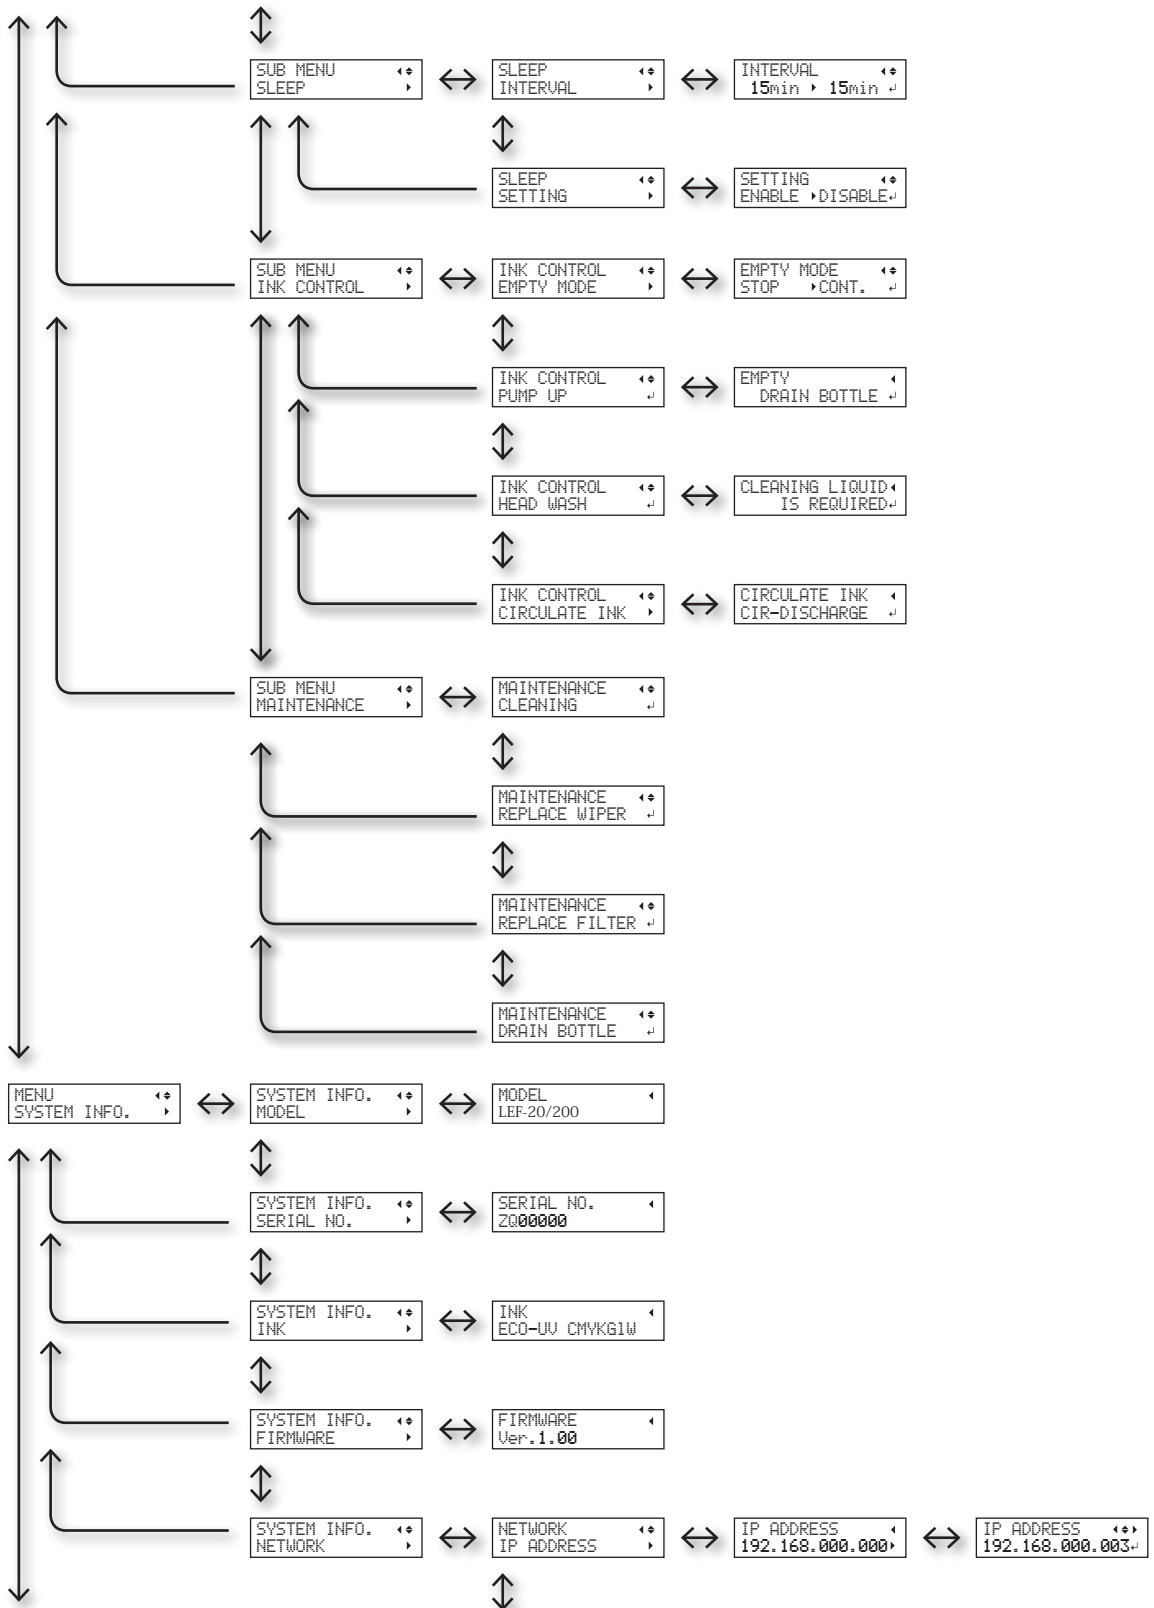 SUB MENU
SLEEP
SLEEP
INTERVAL
INTERVAL
15min 15min
SLEEP
SETTING
SETTING
ENABLE DISABLE
SUB MENU
INK CONTROL
INK CONTROL
EMPTY MODE
EMPTY MODE
STOP CONT.
INK CONTROL
PUMP UP
EMPTY
DRAIN BOTTLE
INK CONTROL
HEAD WASH
CLEANING LIQUID
IS REQUIRED
INK CONTROL
CIRCULATE INK
CIRCULATE INK
CIR-DISCHARGE
SUB MENU
MAINTENANCE
MAINTENANCE
CLEANING
MAINTENANCE
REPLACE WIPER
MAINTENANCE
REPLACE FILTER
MAINTENANCE
DRAIN BOTTLE
MENU
SYSTEM INFO.
SYSTEM INFO.
MODEL
MODEL
LEF-20/200
SYSTEM INFO.
SERIAL NO.
SERIAL NO.
ZQ00000
SYSTEM INFO.
INK
INK
ECO-UV CMYKGlW
SYSTEM INFO.
FIRMWARE
FIRMWARE
Ver.1.00
SYSTEM INFO.
NETWORK
NETWORK
IP ADDRESS
IP ADDRESS
192.168.000.000
IP ADDRESS
192.168.000.003